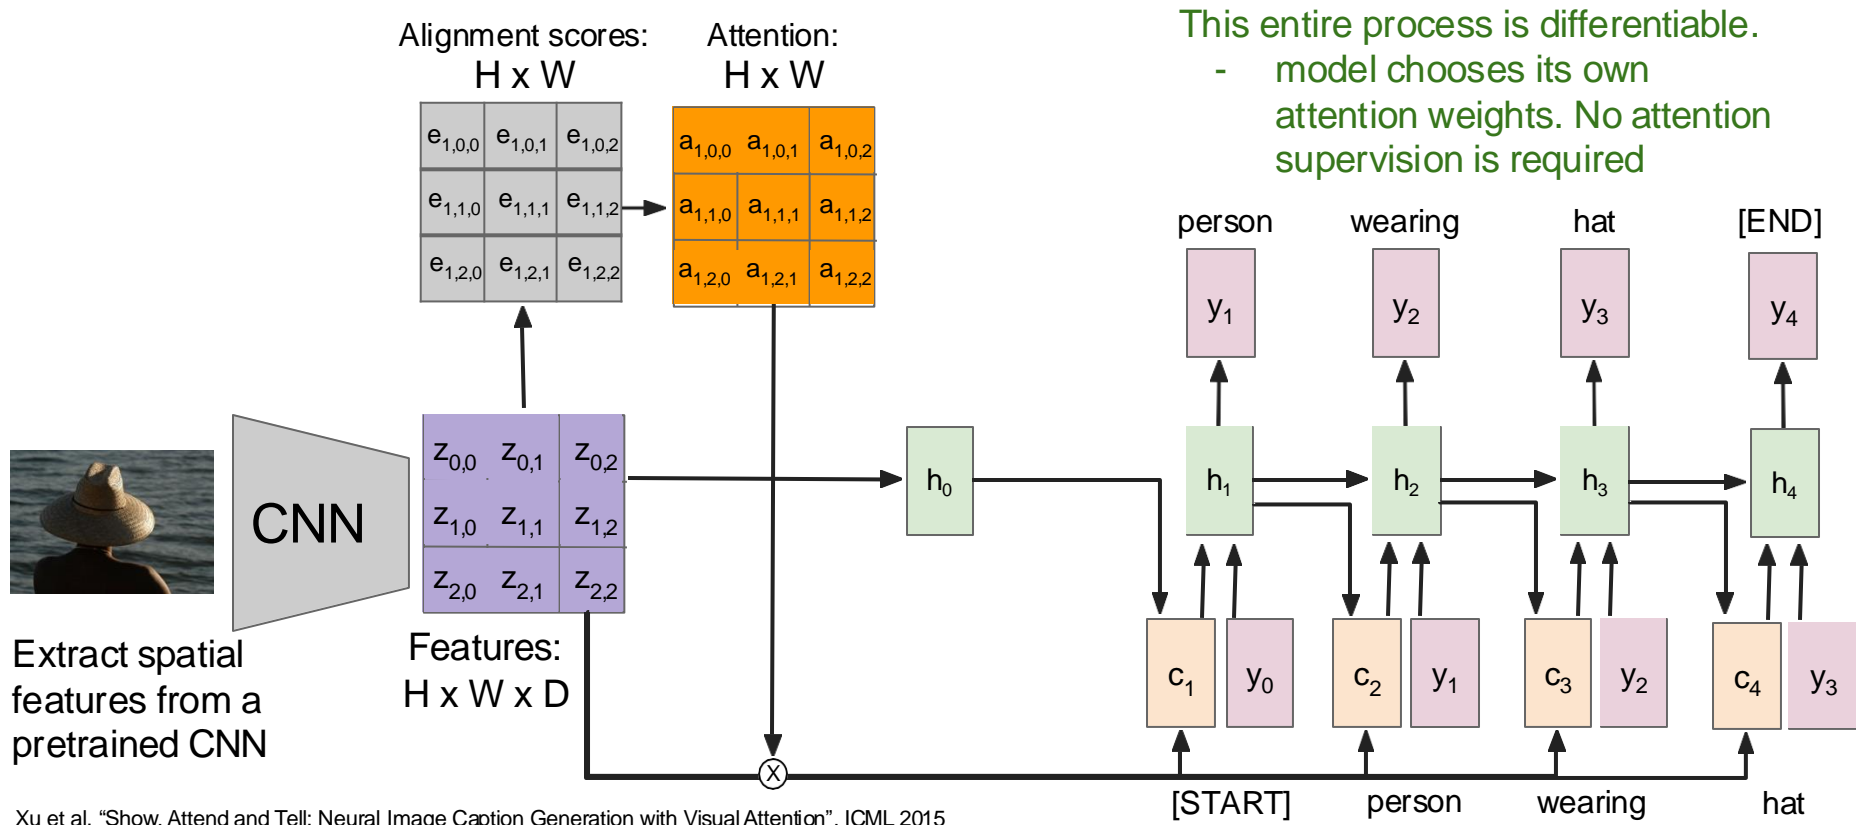 Alignment scores:
H x W
Attention:
H x W
This entire process is differentiable.
- model chooses its own
attention weights. No attention
supervision is required
e1,0,0 e1,0,1 e1,0,2
e1,1,0 e1,1,1 e1,1,2
e1,2,0 e1,2,1 e1,2,2
a1,0,0 a1,0,1 a1,0,2
a1,1,0 a1,1,1 a1,1,2
a1,2,0 a1,2,1 a1,2,2
person wearing hat [END]
y1 y2 y3 y4
CNN
z0,0 z0,1 z0,2
z1,0 z1,1 z1,2
z2,0 z2,1 z2,2
h0 h1 h2 h3 h4
Extract spatial
features from a
pretrained CNN
Features:
H x W x D
X
c1 y0 c2 y1 c3 y2 c4 y3
[START] person wearing hat
Xu et al. “Show, Attend and Tell: Neural Image Caption Generation with Visual Attention”, ICML 2015